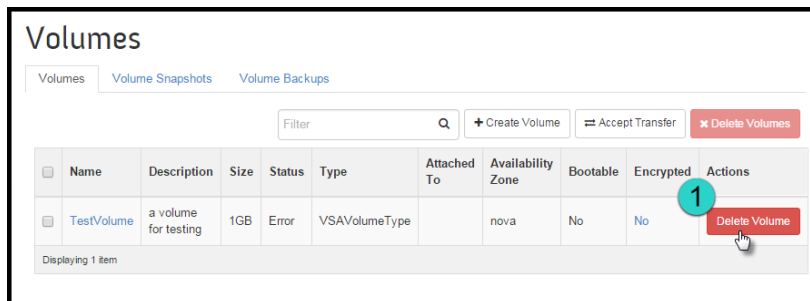 Volumes
Volumes Volume Snapshots Volume Backups
Filter + Create Volume Accept Transfer × Delete Volumes
Name Description Size Status Type Attached To Availability Zone Bootable Encrypted Actions
1
TestVolume a volume for testing 1GB Error VSAVolumeType nova No No Delete Volume
Displaying 1 item